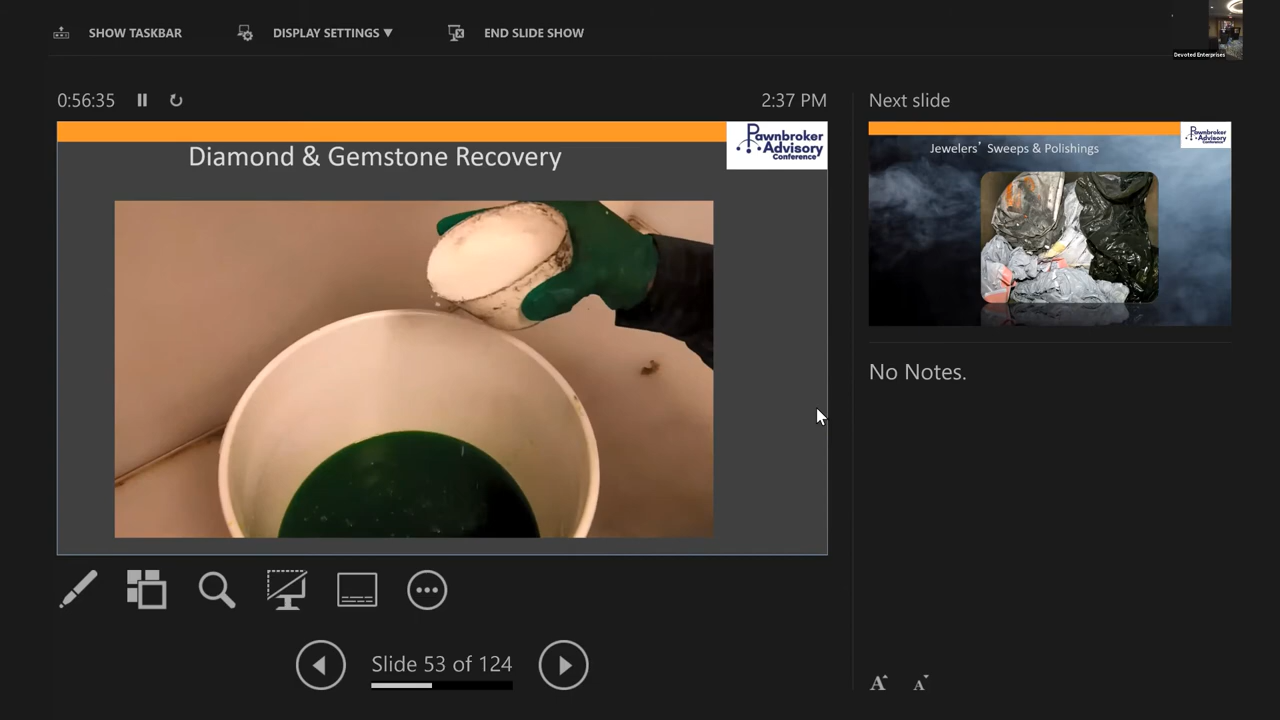 SHOW TASKBAR
DISPLAY SETTINGS ▼
END SLIDE SHOW
Devoted Enterprises
0:56:35
2:37 PM
Next slide
Diamond & Gemstone Recovery
Pawnbroker
Advisory
Conference
Jewelers’ Sweeps & Polishings
Pawnbroker
Advisory
Conference
No Notes.
Slide 53 of 124
A
A